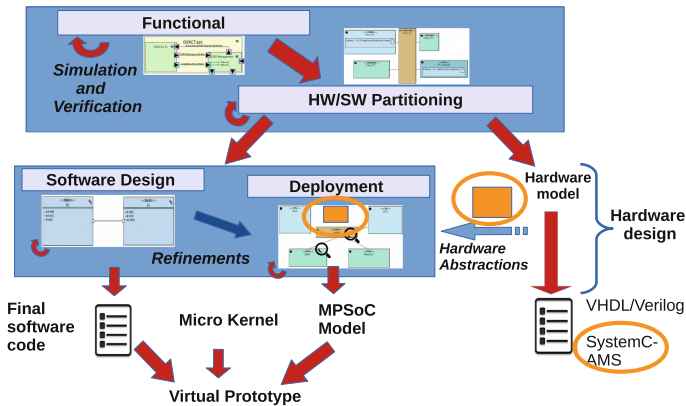 Functional
Simulation
and
Verification
HW/SW Partitioning
Software Design
Deployment
Refinements
Hardware
model
Hardware
Abstractions
Hardware
design
Final
software
code
Micro Kernel
MPSoC
Model
VHDL/Verilog
SystemC-
AMS
Virtual Prototype